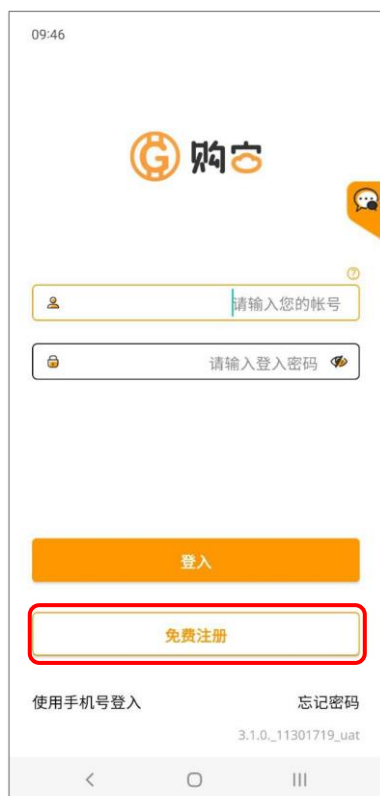 09:46
购宝
请输入您的帐号
请输入登入密码
登入
免费注册
使用手机号登入
忘记密码
3.1.0._11301719_uat